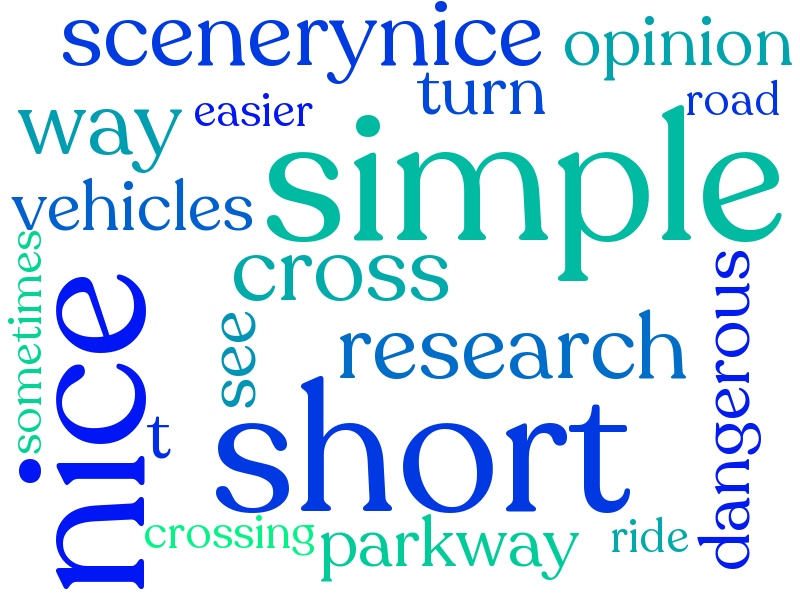 scenerynice
opinion
turn
road
easier
way
simple
vehicles
sometimes
cross
dangerous
nice
see
research
t
short
crossing
parkway
ride